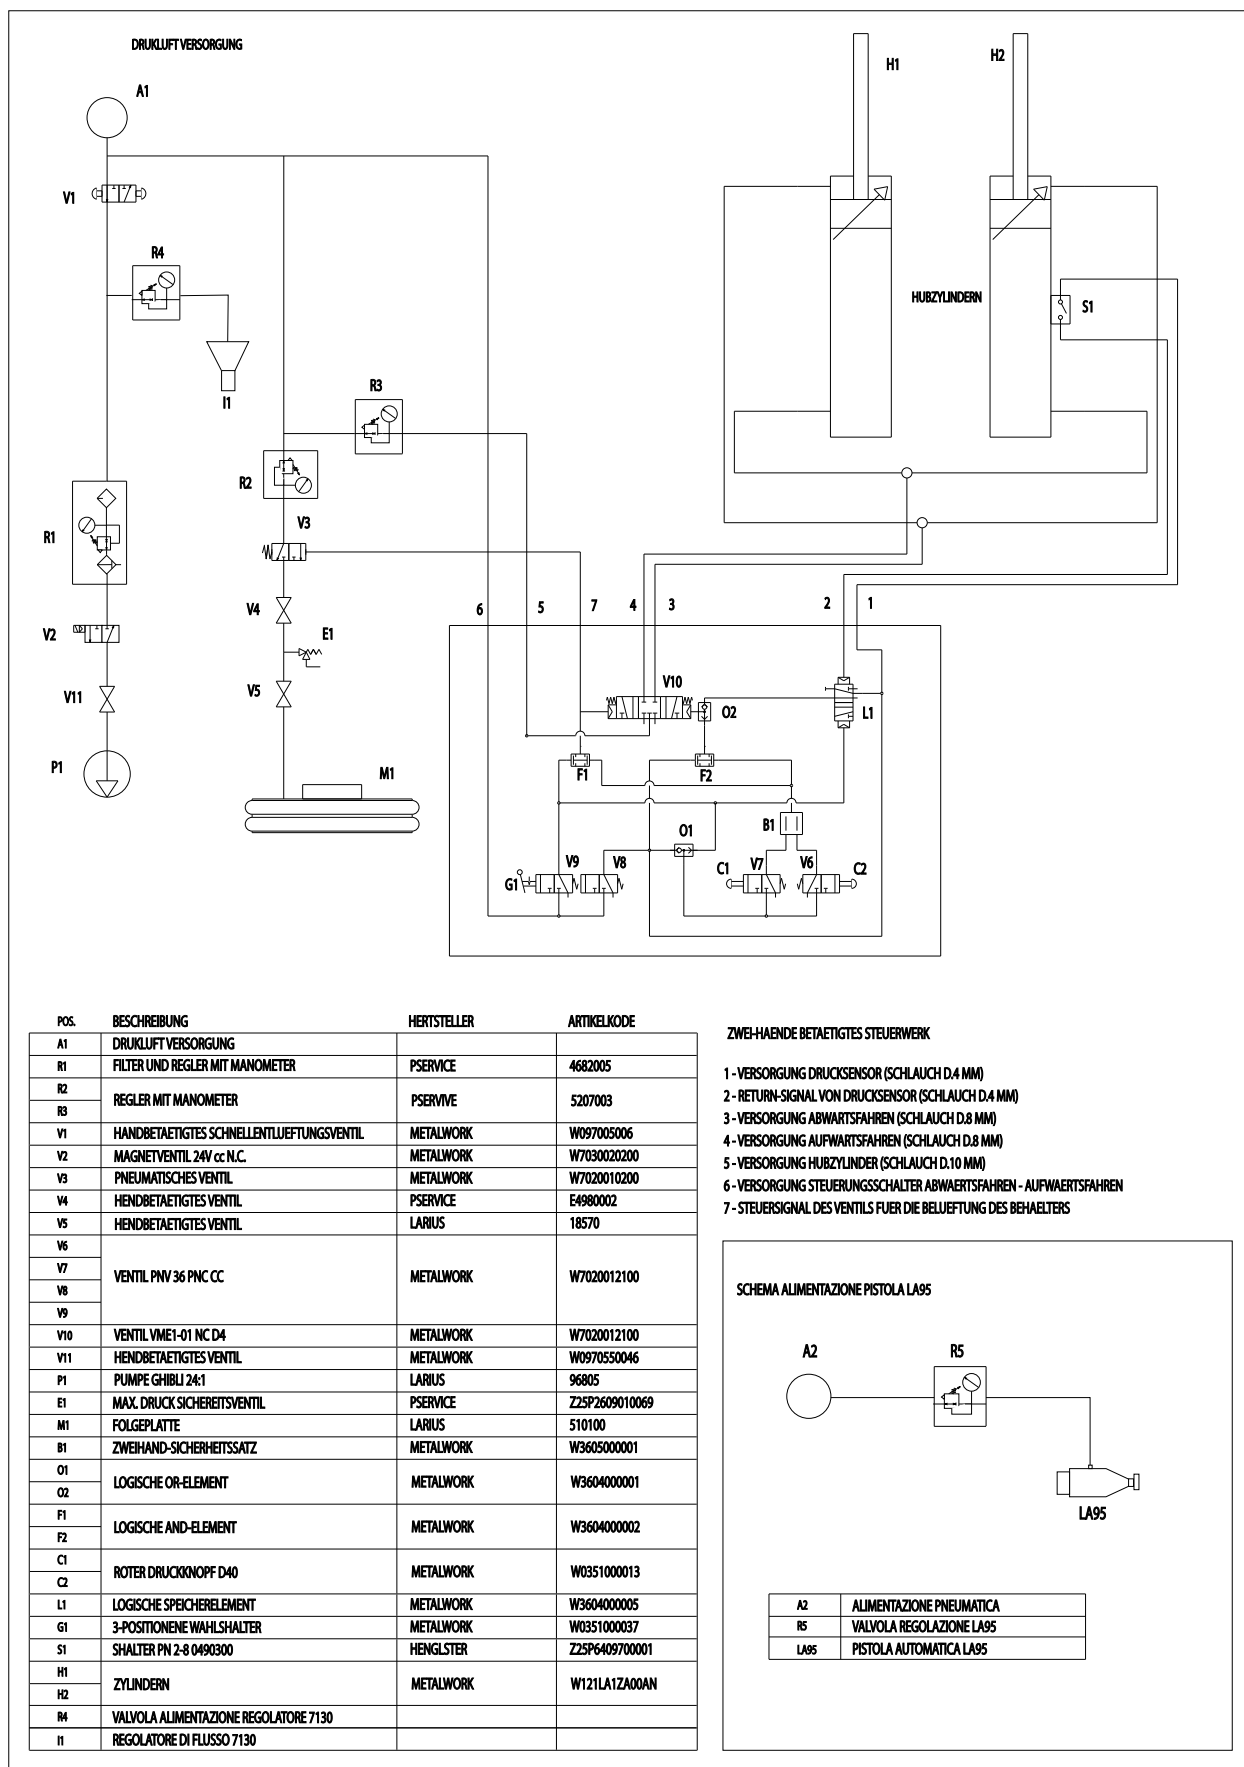 DRUKLUFT VERSORGUNG
A1
H1
H2
V1
R4
I1
HUBZYLINDERN
S1
R3
R2
R1
V3
V2
V4
E1
6
5
7
4
3
2
1
V11
V5
V10
O2
L1
P1
M1
F1
F2
B1
O1
V9
V8
C1
V7
V6
C2
G1
POS. BESCHREIBUNG HERTSTELLER ARTIKELKODE
A1 DRUKLUFT VERSORGUNG
R1 FILTER UND REGLER MIT MANOMETER PSERVICE 4682005
R2
R3
REGLER MIT MANOMETER PSERVIVE 5207003
V1 HANDBETAETIGTES SCHNELLENTLUEFTUNGSVENTIL METALWORK W097005006
V2 MAGNETVENTIL 24V cc N.C. METALWORK W7030020200
V3 PNEUMATISCHES VENTIL METALWORK W7020010200
V4 HENDBETAETIGTES VENTIL PSERVICE E4980002
V5 HENDBETAETIGTES VENTIL LARIUS 18570
V6
V7
V8
V9
VENTIL PNV 36 PNC CC METALWORK W7020012100
V10 VENTIL VME1-01 NC D4 METALWORK W7020012100
V11 HENDBETAETIGTES VENTIL METALWORK W0970550046
P1 PUMPE GHIBLI 24:1 LARIUS 96805
E1 MAX. DRUCK SICHEREITSVENTIL PSERVICE Z25P2609010069
M1 FOLGEPLATTE LARIUS 510100
B1 ZWEIHAND-SICHERHEITSSATZ METALWORK W3605000001
O1
O2
LOGISCHE OR-ELEMENT METALWORK W3604000001
F1
F2
LOGISCHE AND-ELEMENT METALWORK W3604000002
C1
C2
ROTER DRUCKKNOPF D40 METALWORK W0351000013
L1 LOGISCHE SPEICHERELEMENT METALWORK W3604000005
G1 3-POSITIONENE WAHLSHALTER METALWORK W0351000037
S1 SHALTER PN 2-8 0490300 HENGLSTER Z25P6409700001
H1
H2
ZYLINDERN METALWORK W121LA1ZA00AN
R4 VALVOLA ALIMENTAZIONE REGOLATORE 7130
I1 REGOLATORE DI FLUSSO 7130
ZWEI-HAENDE BETAETIGTES STEUERWERK
1 - VERSORGUNG DRUCKSENSOR (SCHLAUCH D.4 MM)
2 - RETURN-SIGNAL VON DRUCKSENSOR (SCHLAUCH D.4 MM)
3 - VERSORGUNG ABWARTSFAHREN (SCHLAUCH D.8 MM)
4 - VERSORGUNG AUFWARTSFAHREN (SCHLAUCH D.8 MM)
5 - VERSORGUNG HUBZYLINDER (SCHLAUCH D.10 MM)
6 - VERSORGUNG STEUERUNGSSCHALTER ABWAERTSFAHREN - AUFWAERTSFAHREN
7 - STEUERSIGNAL DES VENTILS FUER DIE BELUEFTUNG DES BEHAELTERS
SCHEMA ALIMENTAZIONE PISTOLA LA95
A2
R5
LA95
A2 ALIMENTAZIONE PNEUMATICA
R5 VALVOLA REGOLAZIONE LA95
LA95 PISTOLA AUTOMATICA LA95